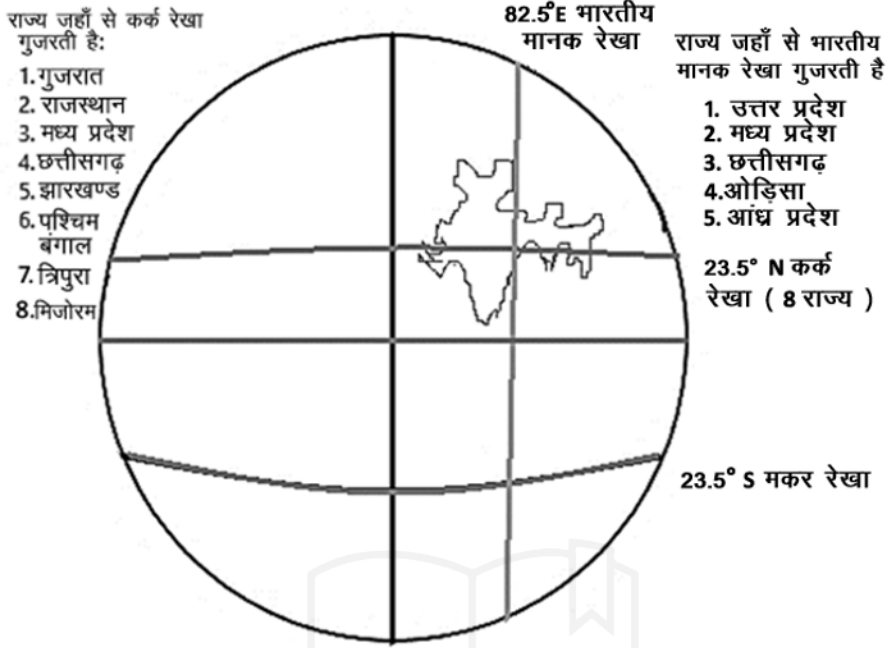 राज्य जहाँ से कर्क रेखा
गुजरती है:
1.गुजरात
2. राजस्थान
3. मध्य प्रदेश
4.छत्तीसगढ़
5. झारखण्ड
6. पश्चिम
बंगाल
7. त्रिपुरा
8.मिजोरम
82.5°E भारतीय
मानक रेखा
राज्य जहाँ से भारतीय
मानक रेखा गुजरती है
1. उत्तर प्रदेश
2. मध्य प्रदेश
3. छत्तीसगढ़
4.ओड़िसा
5. आंध्र प्रदेश
23.5° N कर्क
रेखा ( 8 राज्य )
23.5° S मकर रेखा